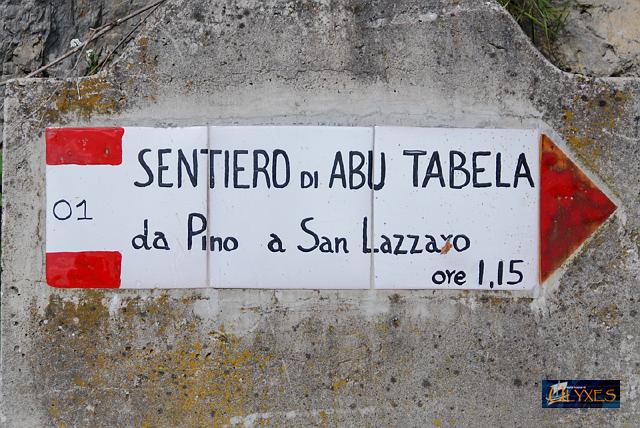 SENTIERO DI ABU TABELA
01
da Pino a San Lazzaro
ore 1,15
ULYXES